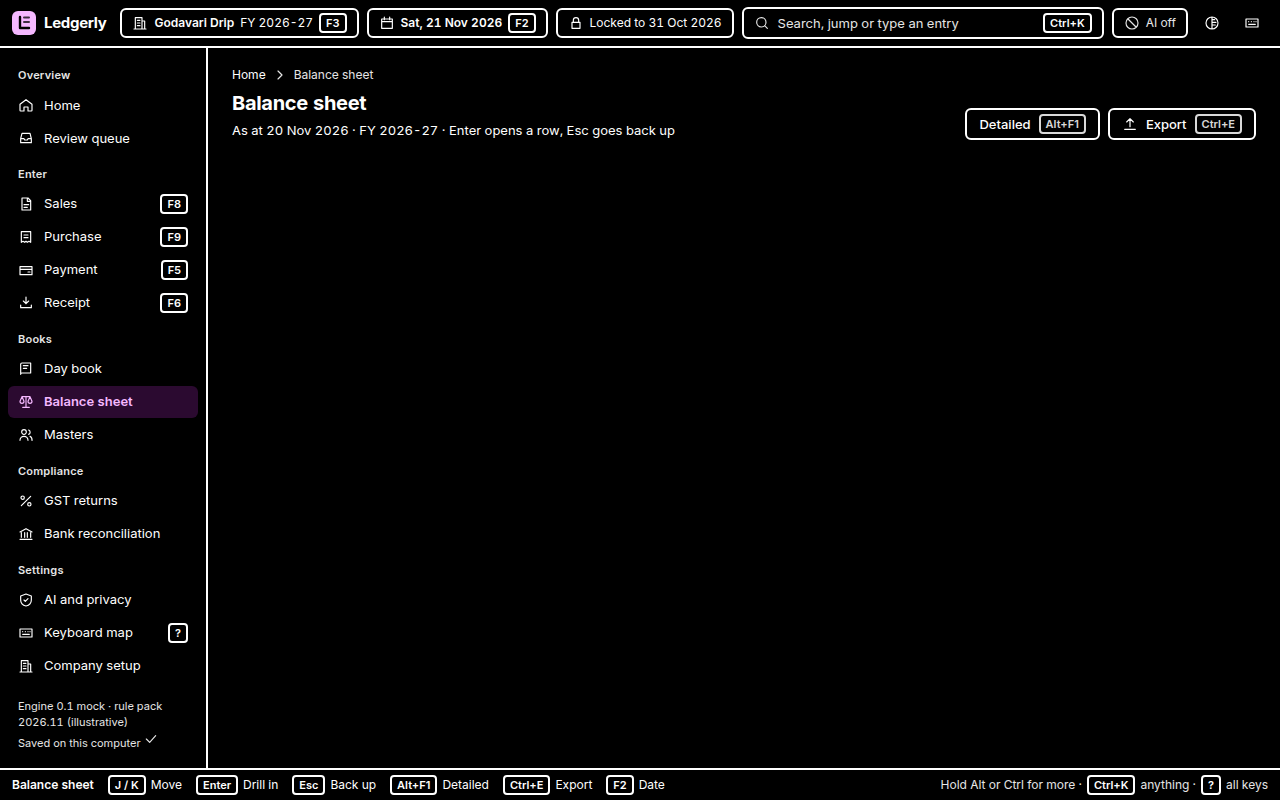 Ledgerly
Godavari Drip FY 2026-27 F3
Sat, 21 Nov 2026 F2
Locked to 31 Oct 2026
Search, jump or type an entry Ctrl+K
AI off
Overview
Home
Review queue
Enter
Sales F8
Purchase F9
Payment F5
Receipt F6
Books
Day book
Balance sheet
Masters
Compliance
GST returns
Bank reconciliation
Settings
AI and privacy
Keyboard map ?
Company setup
Engine 0.1 mock · rule pack
2026.11 (illustrative)
Saved on this computer
Home Balance sheet
Balance sheet
As at 20 Nov 2026 · FY 2026-27 · Enter opens a row, Esc goes back up
Detailed Alt+F1
Export Ctrl+E
Balance sheet J / K Move Enter Drill in Esc Back up Alt+F1 Detailed Ctrl+E Export F2 Date
Hold Alt or Ctrl for more · Ctrl+K anything · ? all keys